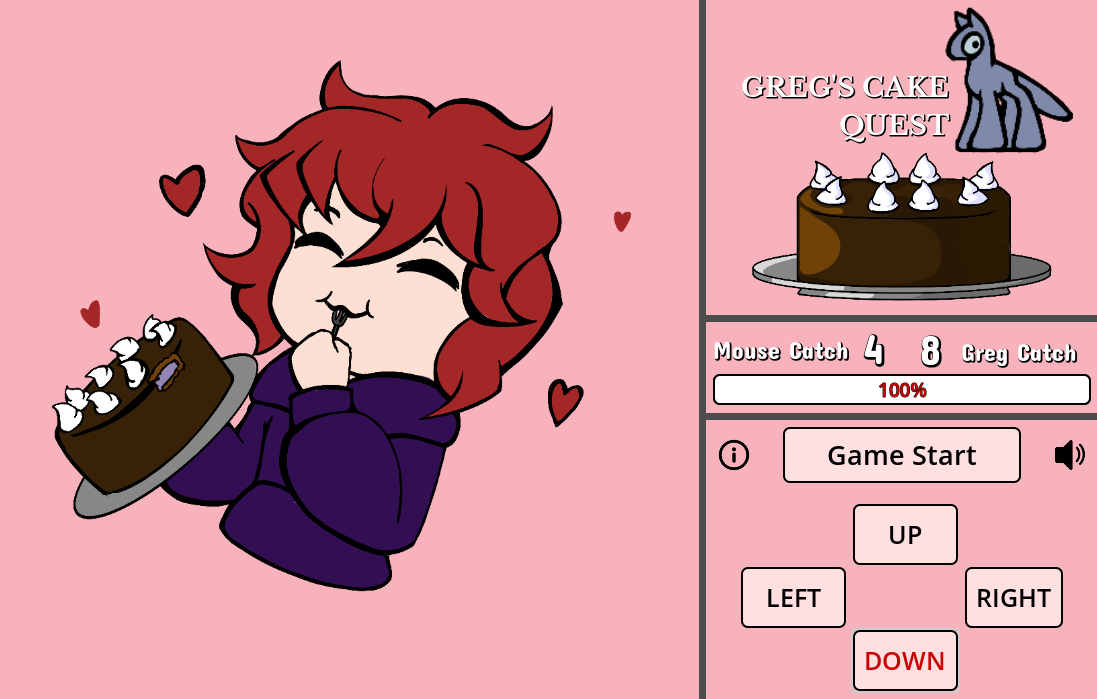 GREG'S CAKE
QUEST
Mouse Catch 4 8 Greg Catch
100%
Game Start
UP
LEFT RIGHT
DOWN